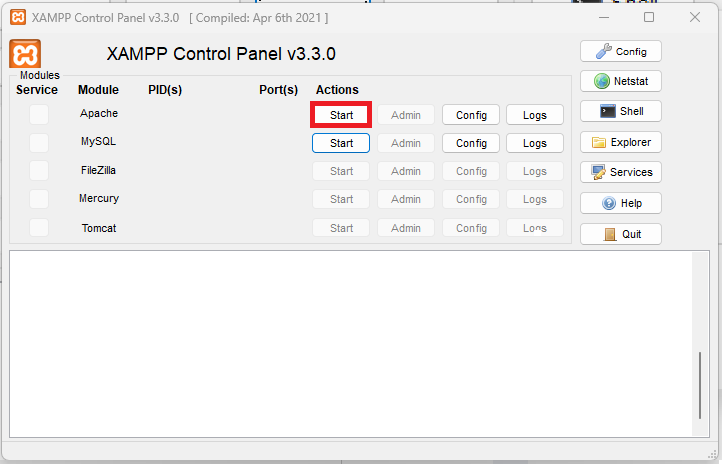 XAMPP Control Panel v3.3.0 [ Compiled: Apr 6th 2021 ]
XAMPP Control Panel v3.3.0
Config
Modules
Service Module PID(s) Port(s) Actions
Netstat
Apache Start Admin Config Logs
Shell
MySQL Start Admin Config Logs
Explorer
FileZilla Start Admin Config Logs
Services
Mercury Start Admin Config Logs
Help
Tomcat Start Admin Config Logs
Quit